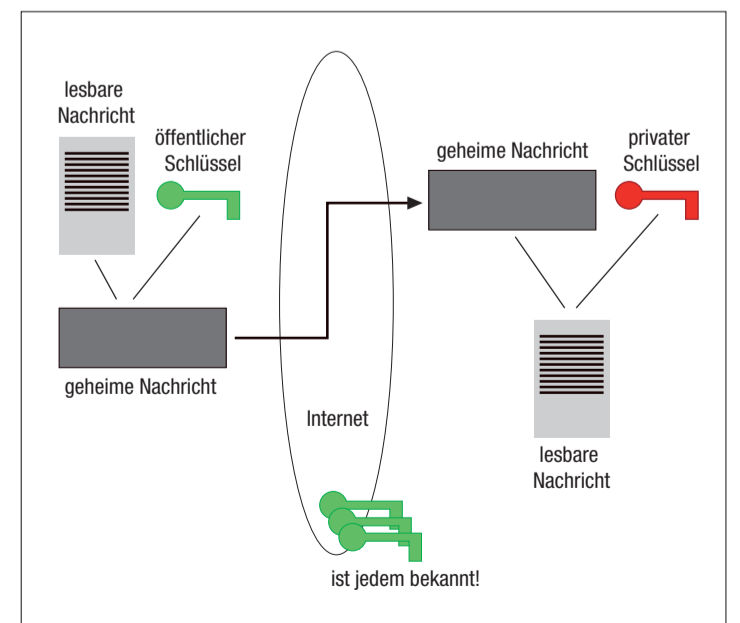 lesbare
Nachricht
öffentlicher
Schlüssel
geheime Nachricht
Internet
ist jedem bekannt!
geheime Nachricht
privater
Schlüssel
lesbare
Nachricht